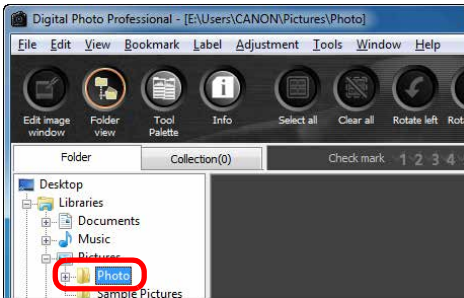 Digital Photo Professional - [E:\Users\CANON\Pictures\Photo]
File Edit View Bookmark Label Adjustment Tools Window Help
Edit image window Folder view Tool Palette Info Select all Clear all Rotate left
Folder Collection(0) Check mark 1 2 3 4
Desktop
Libraries
Documents
Music
Pictures
Photo
Sample Pictures